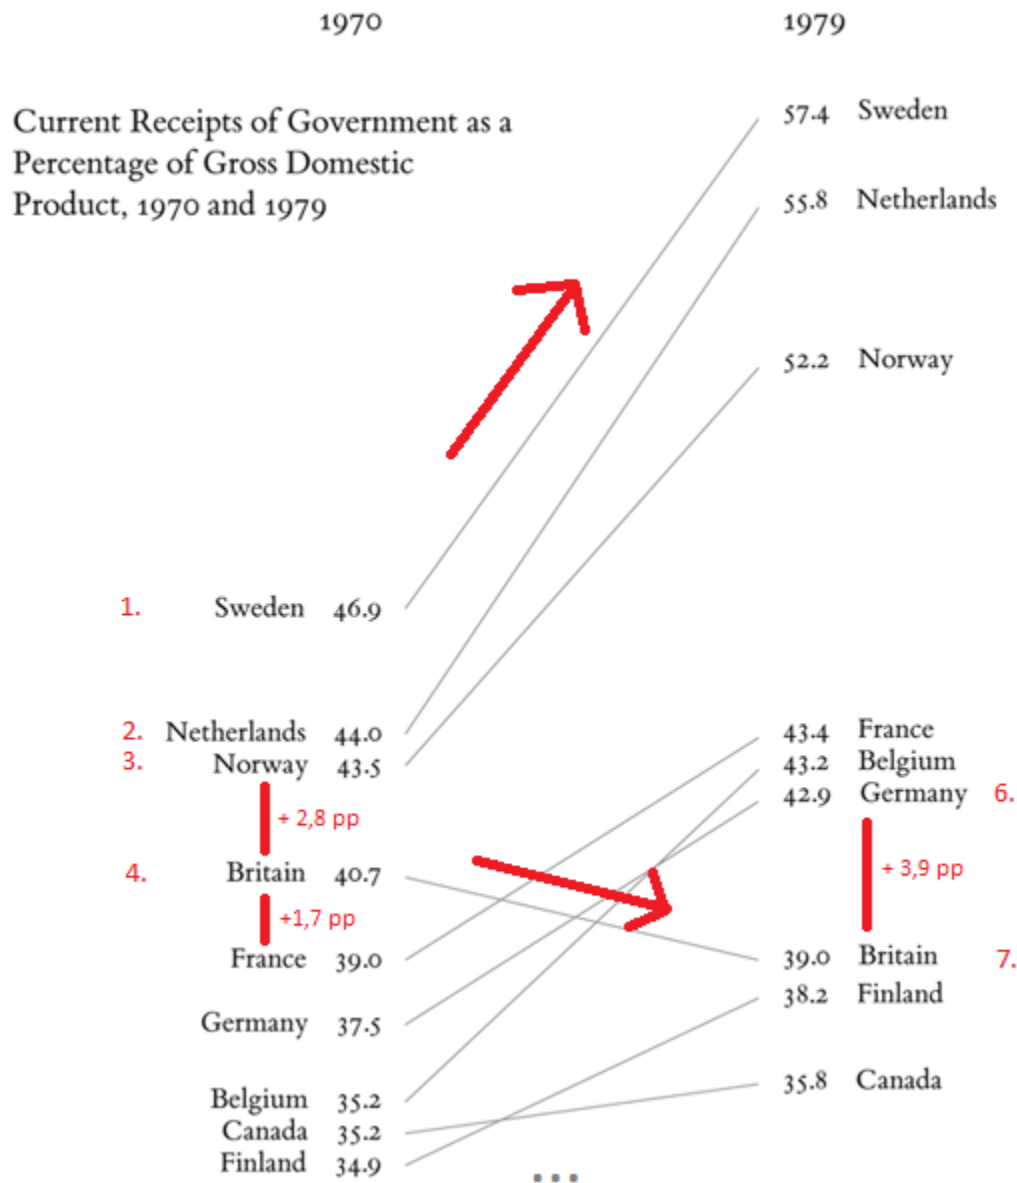 1970 1979
Current Receipts of Government as a
Percentage of Gross Domestic
Product, 1970 and 1979
57.4 Sweden
55.8 Netherlands
52.2 Norway
1. Sweden 46.9
2. Netherlands 44.0
3. Norway 43.5
+ 2,8 pp
4. Britain 40.7
+1,7 pp
France 39.0
Germany 37.5
Belgium 35.2
Canada 35.2
Finland 34.9
43.4 France
43.2 Belgium
42.9 Germany 6.
+ 3,9 pp
39.0 Britain 7.
38.2 Finland
35.8 Canada
...